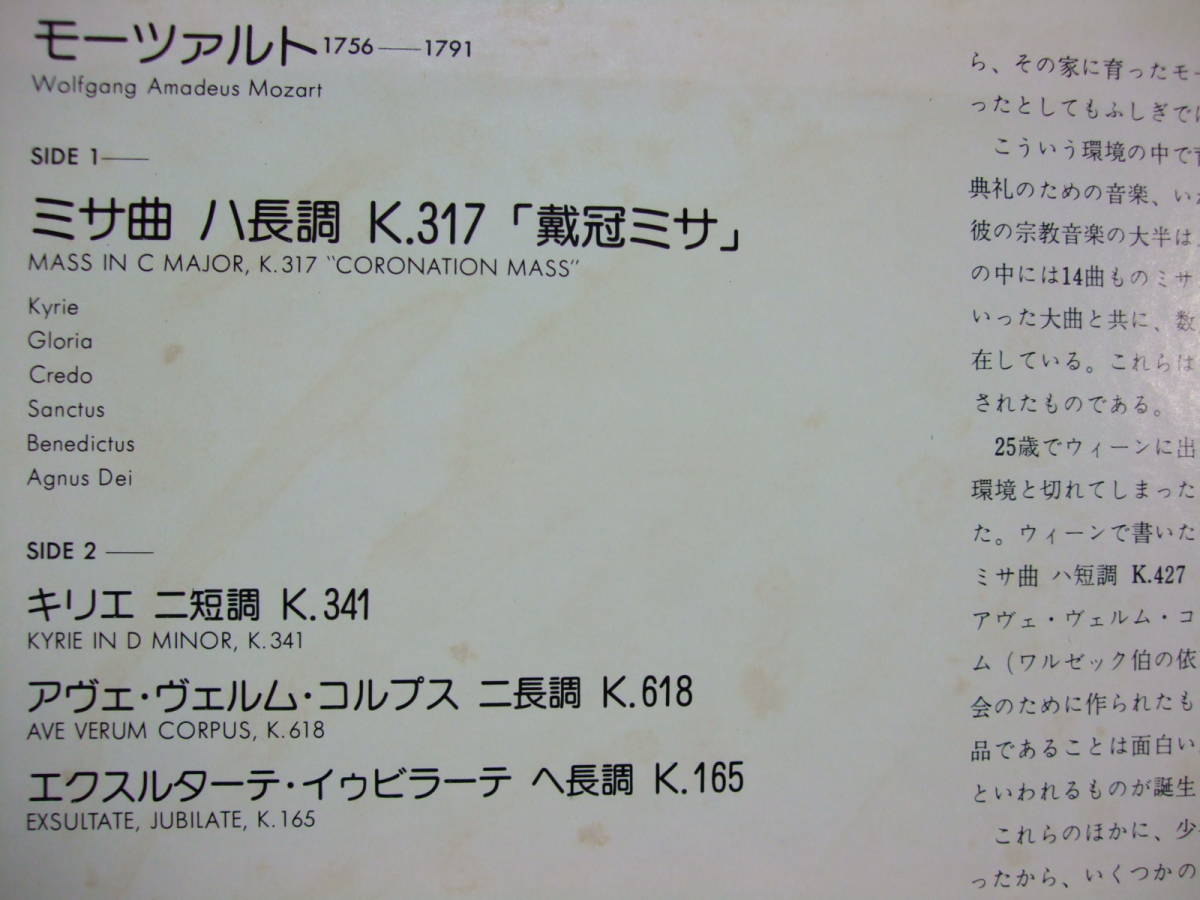 モーツァルト 1756——1791
Wolfgang Amadeus Mozart
SIDE 1——
ミサ曲 ハ長調 K.317「戴冠ミサ」
MASS IN C MAJOR, K.317 "CORONATION MASS"
Kyrie
Gloria
Credo
Sanctus
Benedictus
Agnus Dei
SIDE 2——
キリエ ニ短調 K.341
KYRIE IN D MINOR, K.341
アヴェ・ヴェルム・コルプス ニ長調 K.618
AVE VERUM CORPUS, K.618
エクスルターテ・イゥビラーテ ヘ長調 K.165
EXSULTATE, JUBILATE, K.165
ら、その家に育ったモー
ったとしてもふしぎでは
こういう環境の中で
典礼のための音楽、い
彼の宗教音楽の大半は
の中には14曲ものミサ
いった大曲と共に、数
在している。これらは
されたものである。
25歳でウィーンに出
環境と切れてしまった
た。ウィーンで書いた
ミサ曲 ハ短調 K.427
アヴェ・ヴェルム・コ
ム（ワルゼック伯の依
会のために作られたも
品であることは面白い
といわれるものが誕生
これらのほかに、少
ったから、いくつかの